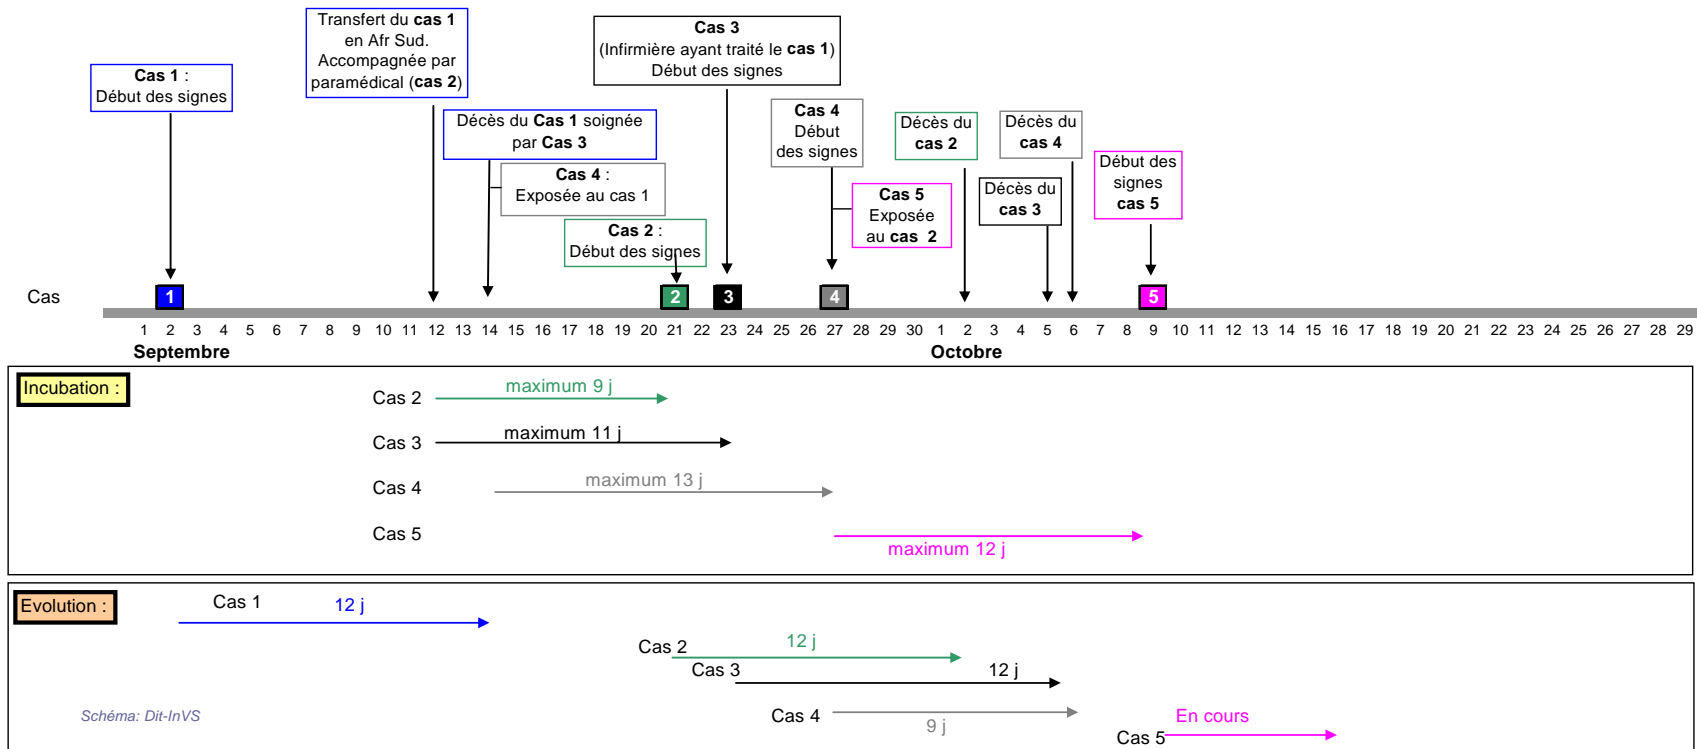 Cas 1 :
Début des signes
Transfert du cas 1
en Afr Sud.
Accompagnée par
paramédical (cas 2)
Décès du Cas 1 soignée
par Cas 3
Cas 4 :
Exposée au cas 1
Cas 2 :
Début des signes
Cas 3
(Infirmière ayant traité le cas 1)
Début des signes
Cas 4
Début
des signes
Cas 5
Exposée
au cas 2
Décès du
cas 2
Décès du
cas 3
Décès du
cas 4
Début des
signes
cas 5
Cas 1 2 3 4 5
1 2 3 4 5 6 7 8 9 10 11 12 13 14 15 16 17 18 19 20 21 22 23 24 25 26 27 28 29 30 1 2 3 4 5 6 7 8 9 10 11 12 13 14 15 16 17 18 19 20 21 22 23 24 25 26 27 28 29
Septembre Octobre
Incubation :
Cas 2 maximum 9 j
Cas 3 maximum 11 j
Cas 4 maximum 13 j
Cas 5 maximum 12 j
Evolution :
Cas 1 12 j
Cas 2 12 j
Cas 3 12 j
Cas 4 9 j
Cas 5 En cours
Schéma: Dit-InVS